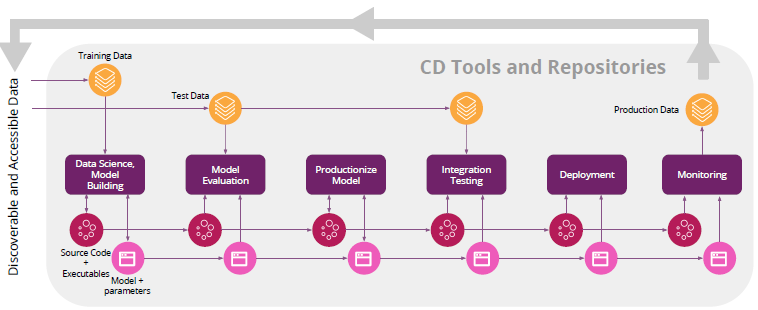 CD Tools and Repositories
Discoverable and Accessible Data
Training Data
Test Data
Production Data
Data Science,
Model
Building
Model
Evaluation
Productionize
Model
Integration
Testing
Deployment
Monitoring
Source Code
+
Executables
Model +
parameters